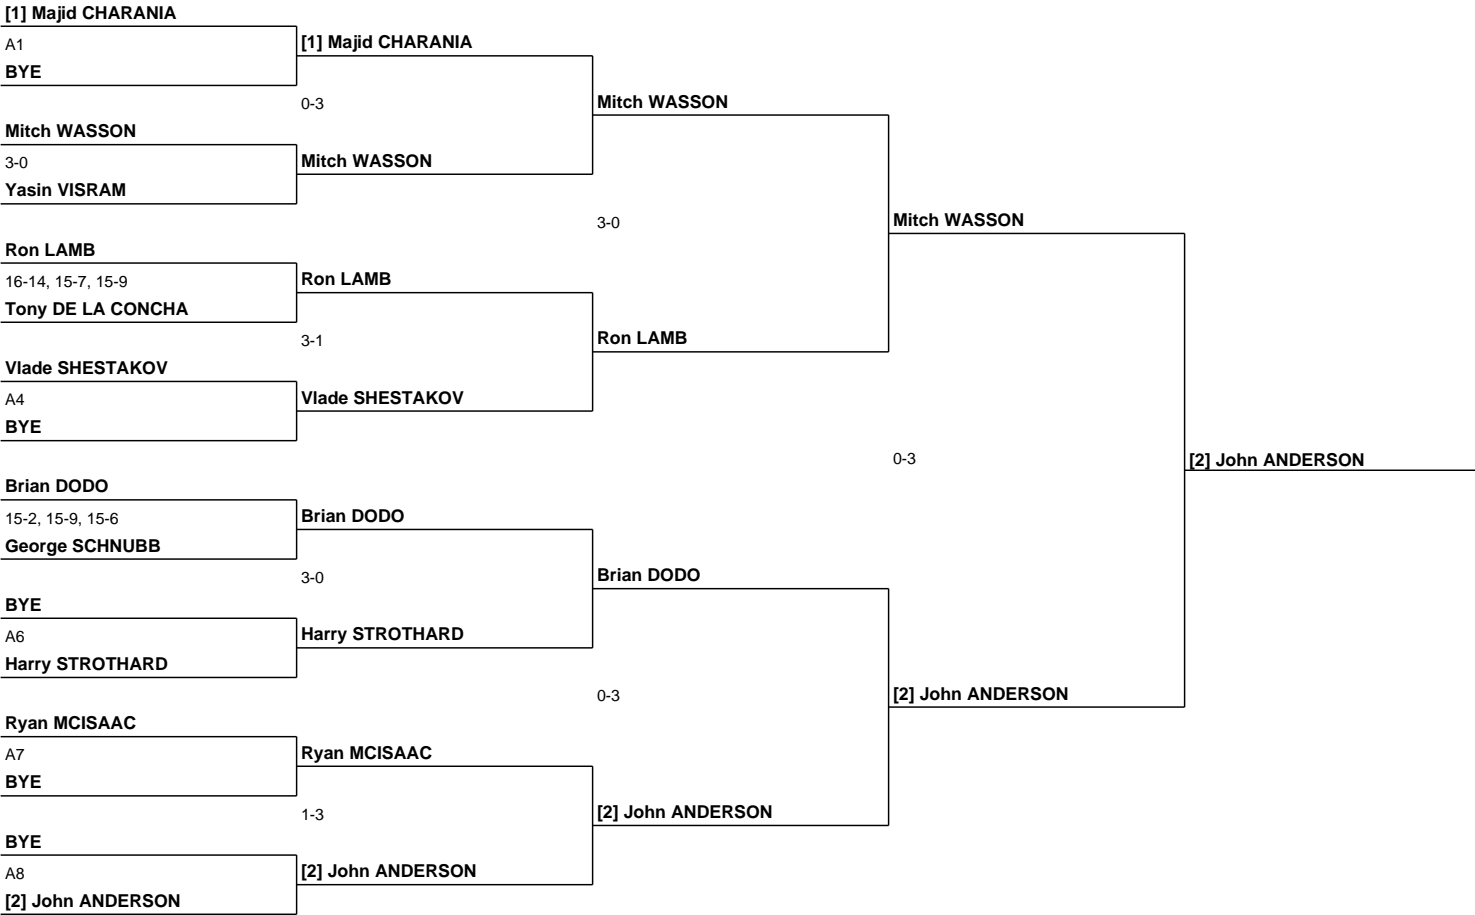 [1] Majid CHARANIA
A1
BYE
[1] Majid CHARANIA
0-3
Mitch WASSON
3-0
Yasin VISRAM
Mitch WASSON
Mitch WASSON
3-0
Ron LAMB
16-14, 15-7, 15-9
Tony DE LA CONCHA
Ron LAMB
3-1
Vlade SHESTAKOV
A4
BYE
Vlade SHESTAKOV
Ron LAMB
Mitch WASSON
0-3
Brian DODO
15-2, 15-9, 15-6
George SCHNUBB
Brian DODO
3-0
BYE
A6
Harry STROTHARD
Harry STROTHARD
Brian DODO
0-3
Ryan MCISAAC
A7
BYE
Ryan MCISAAC
1-3
BYE
A8
[2] John ANDERSON
[2] John ANDERSON
[2] John ANDERSON
[2] John ANDERSON
[2] John ANDERSON